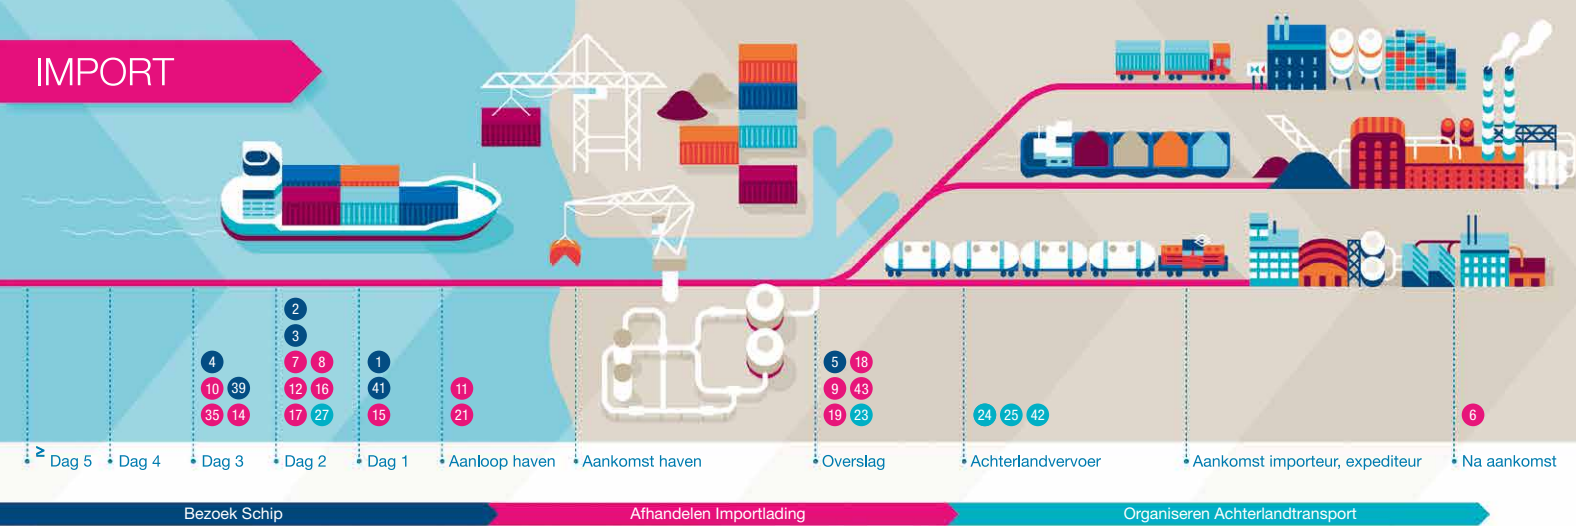 IMPORT
2
3
4 7 8 1 5 18
10 39 12 16 41 11 9 43
35 14 17 27 15 21 19 23 24 25 42 6
≥ Dag 5 Dag 4 Dag 3 Dag 2 Dag 1 Aanloop haven Aankomst haven Overslag Achterlandvervoer Aankomst importeur, expediteur Na aankomst
Bezoek Schip Afhandelen Importlading Organiseren Achterlandtransport